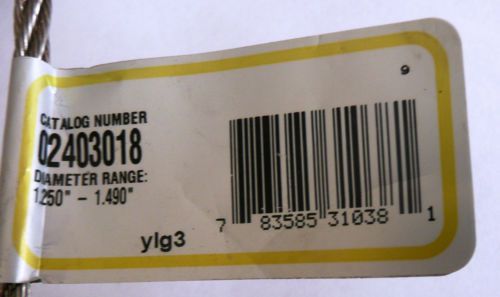 9
CATALOG NUMBER
02403018
DIAMETER RANGE:
1.250" - 1.490"
7 83585 31038 1
ylg3